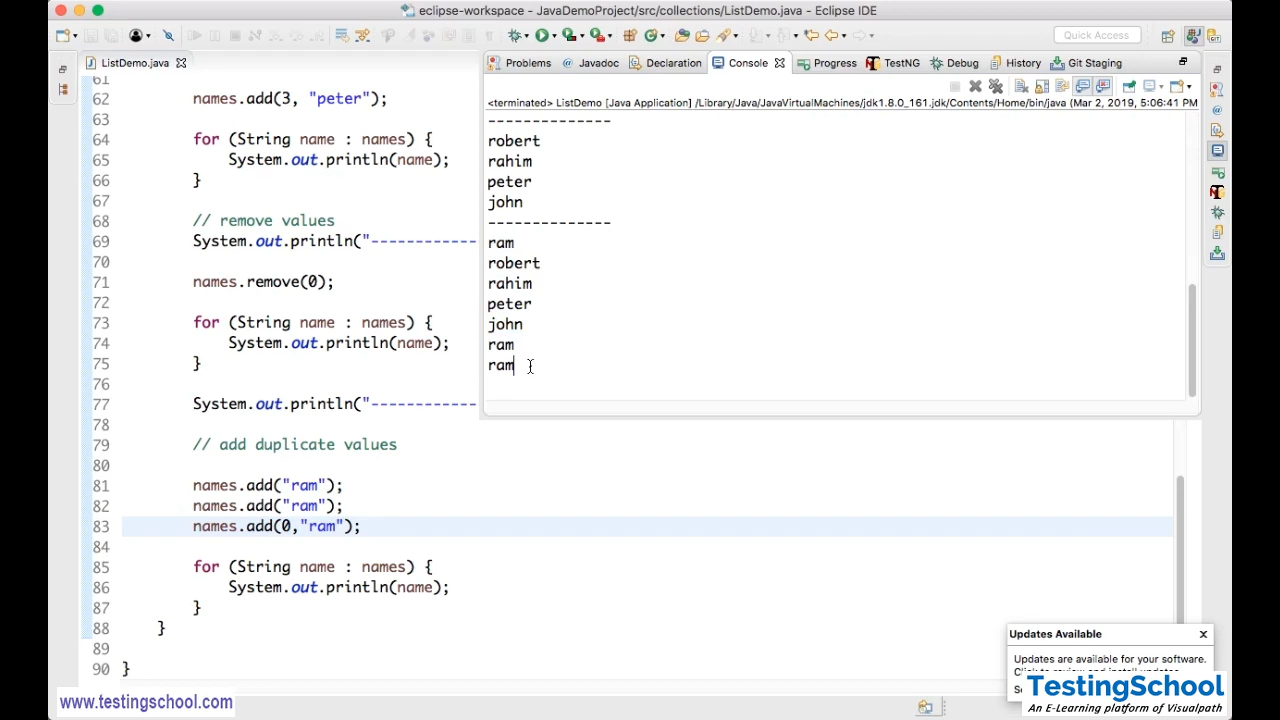 eclipse-workspace - JavaDemoProject/src/collections/ListDemo.java - Eclipse IDE
Quick Access
ListDemo.java
Problems @ Javadoc Declaration Console Progress TestNG Debug History Git Staging
<terminated> ListDemo [Java Application] /Library/Java/JavaVirtualMachines/jdk1.8.0_161.jdk/Contents/Home/bin/java (Mar 2, 2019, 5:06:41 PM
--------------
robert
rahim
peter
john
--------------
ram
robert
rahim
peter
john
ram
ram
61
62 names.add(3, "peter");
63
64 for (String name : names) {
65 System.out.println(name);
66 }
67
68 // remove values
69 System.out.println("------------
70
71 names.remove(0);
72
73 for (String name : names) {
74 System.out.println(name);
75 }
76
77 System.out.println("------------
78
79 // add duplicate values
80
81 names.add("ram");
82 names.add("ram");
83 names.add(0,"ram");
84
85 for (String name : names) {
86 System.out.println(name);
87 }
88 }
89
90 }
Updates Available
Updates are available for your software.
www.testingschool.com
TestingSchool
An E-Learning platform of Visualpath